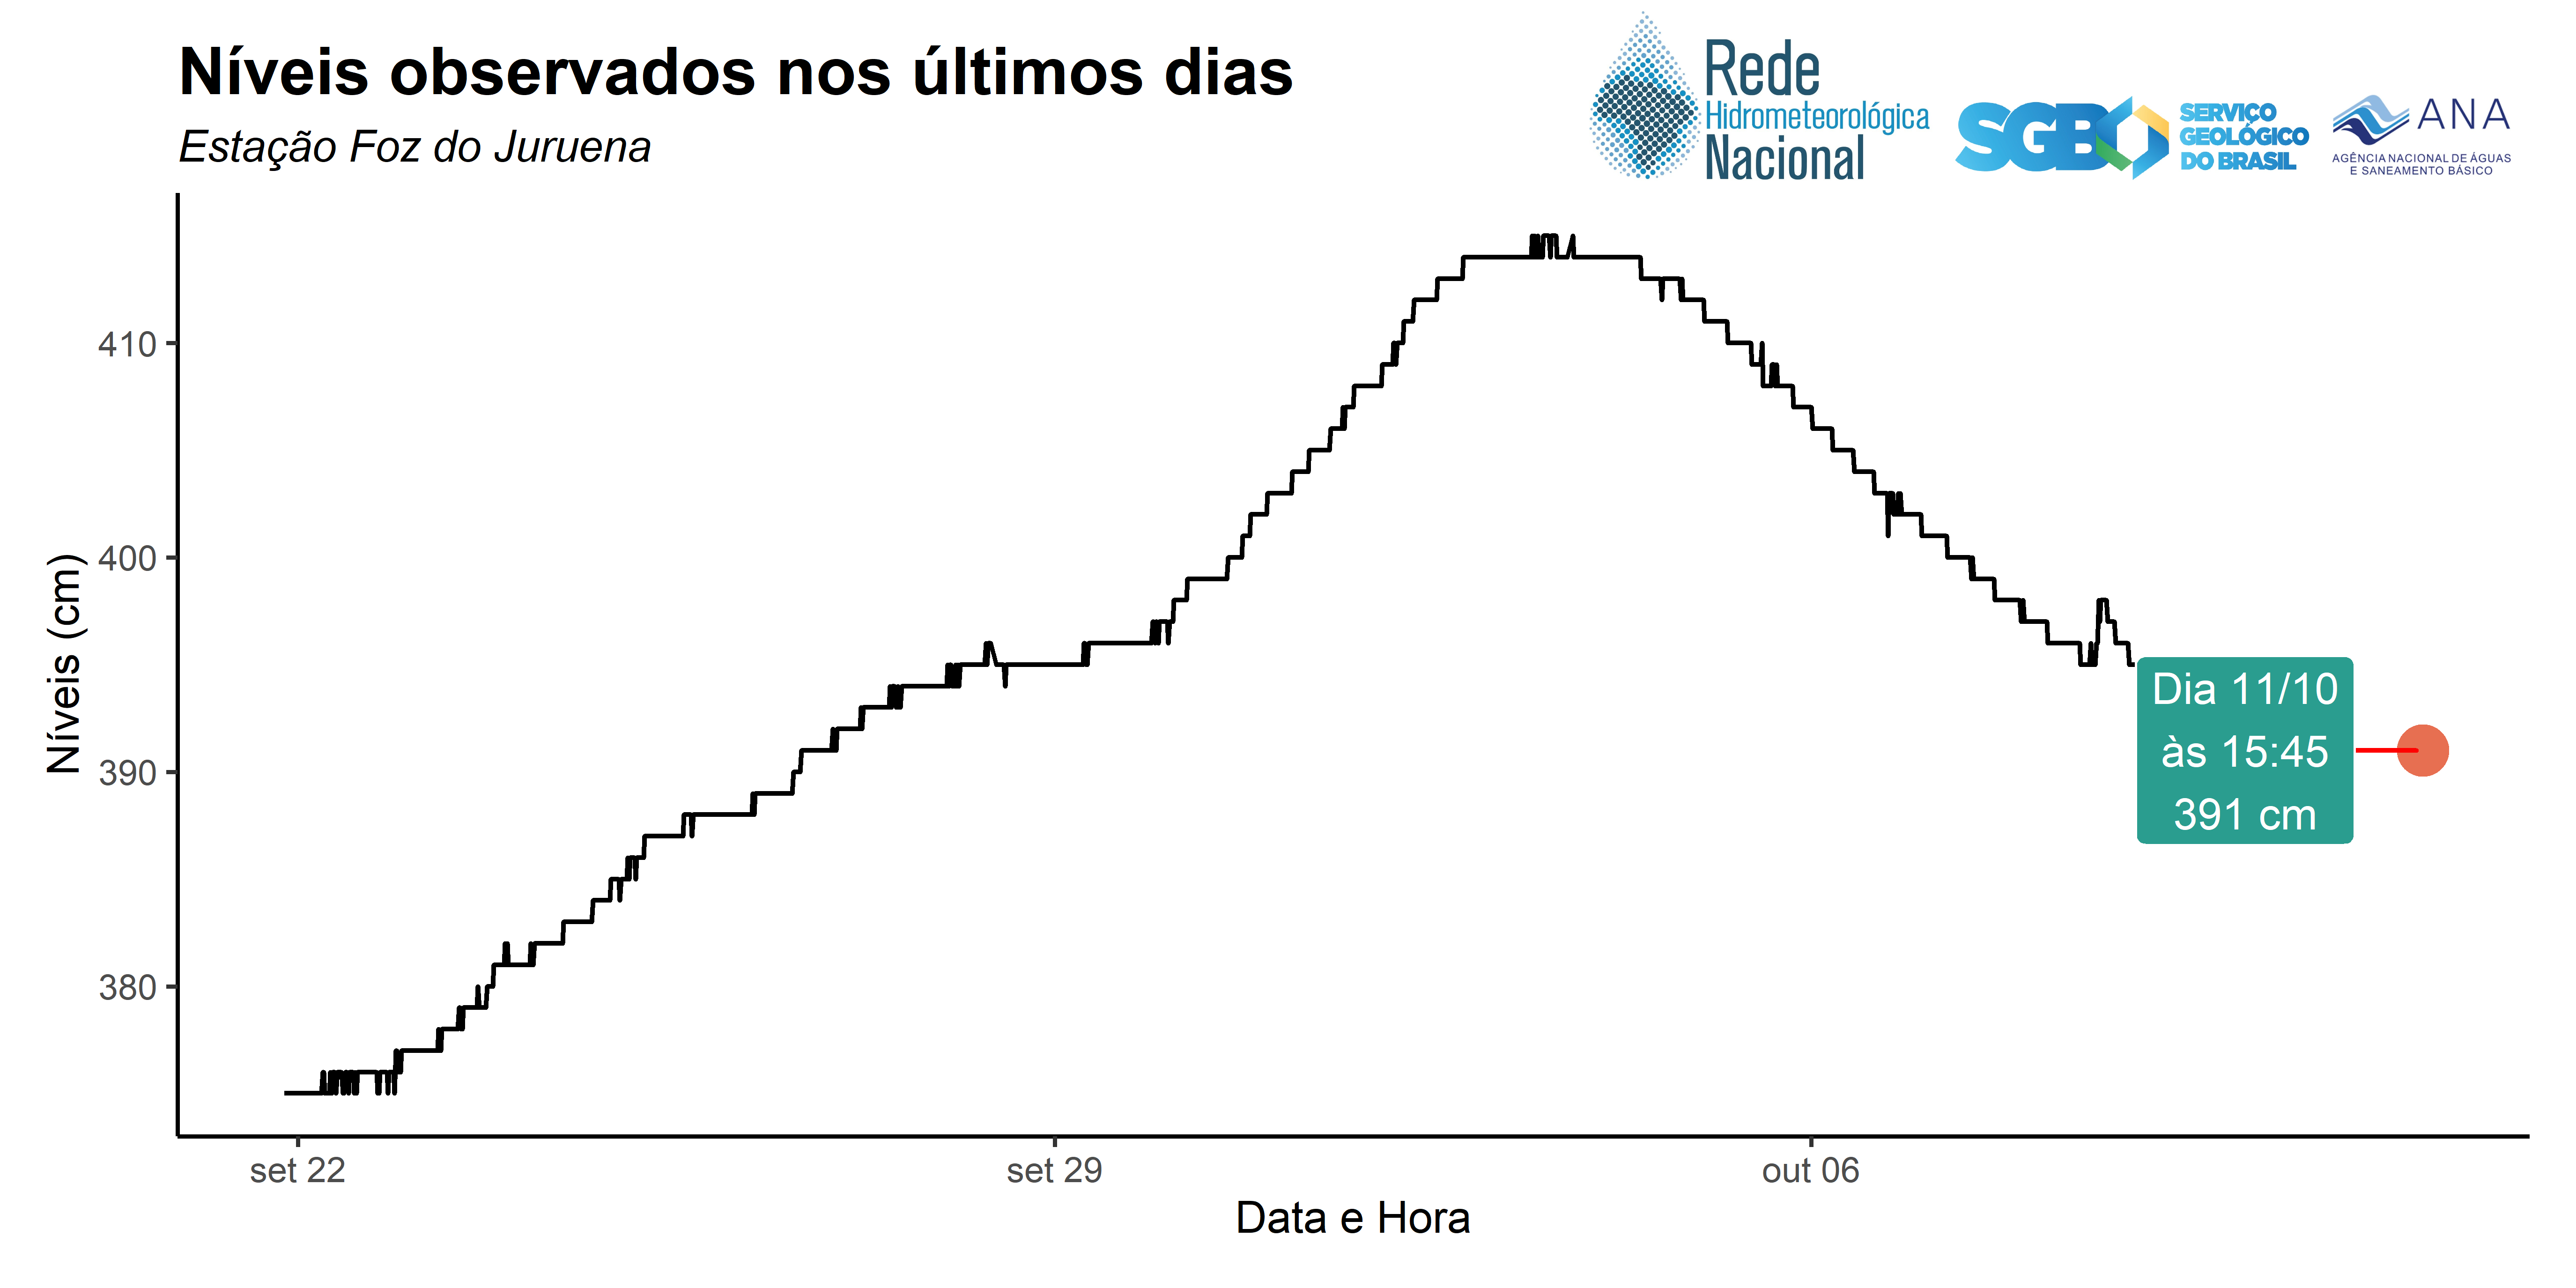 Níveis observados nos últimos dias
Estação Foz do Juruena
Rede
Hidrometeorológica
Nacional
SGB
SERVIÇO
GEOLÓGICO
DO BRASIL
ANA
AGÊNCIA NACIONAL DE ÁGUAS
E SANEAMENTO BÁSICO
Níveis (cm)
410
400
390
380
Dia 11/10
às 15:45
391 cm
set 22
set 29
out 06
Data e Hora